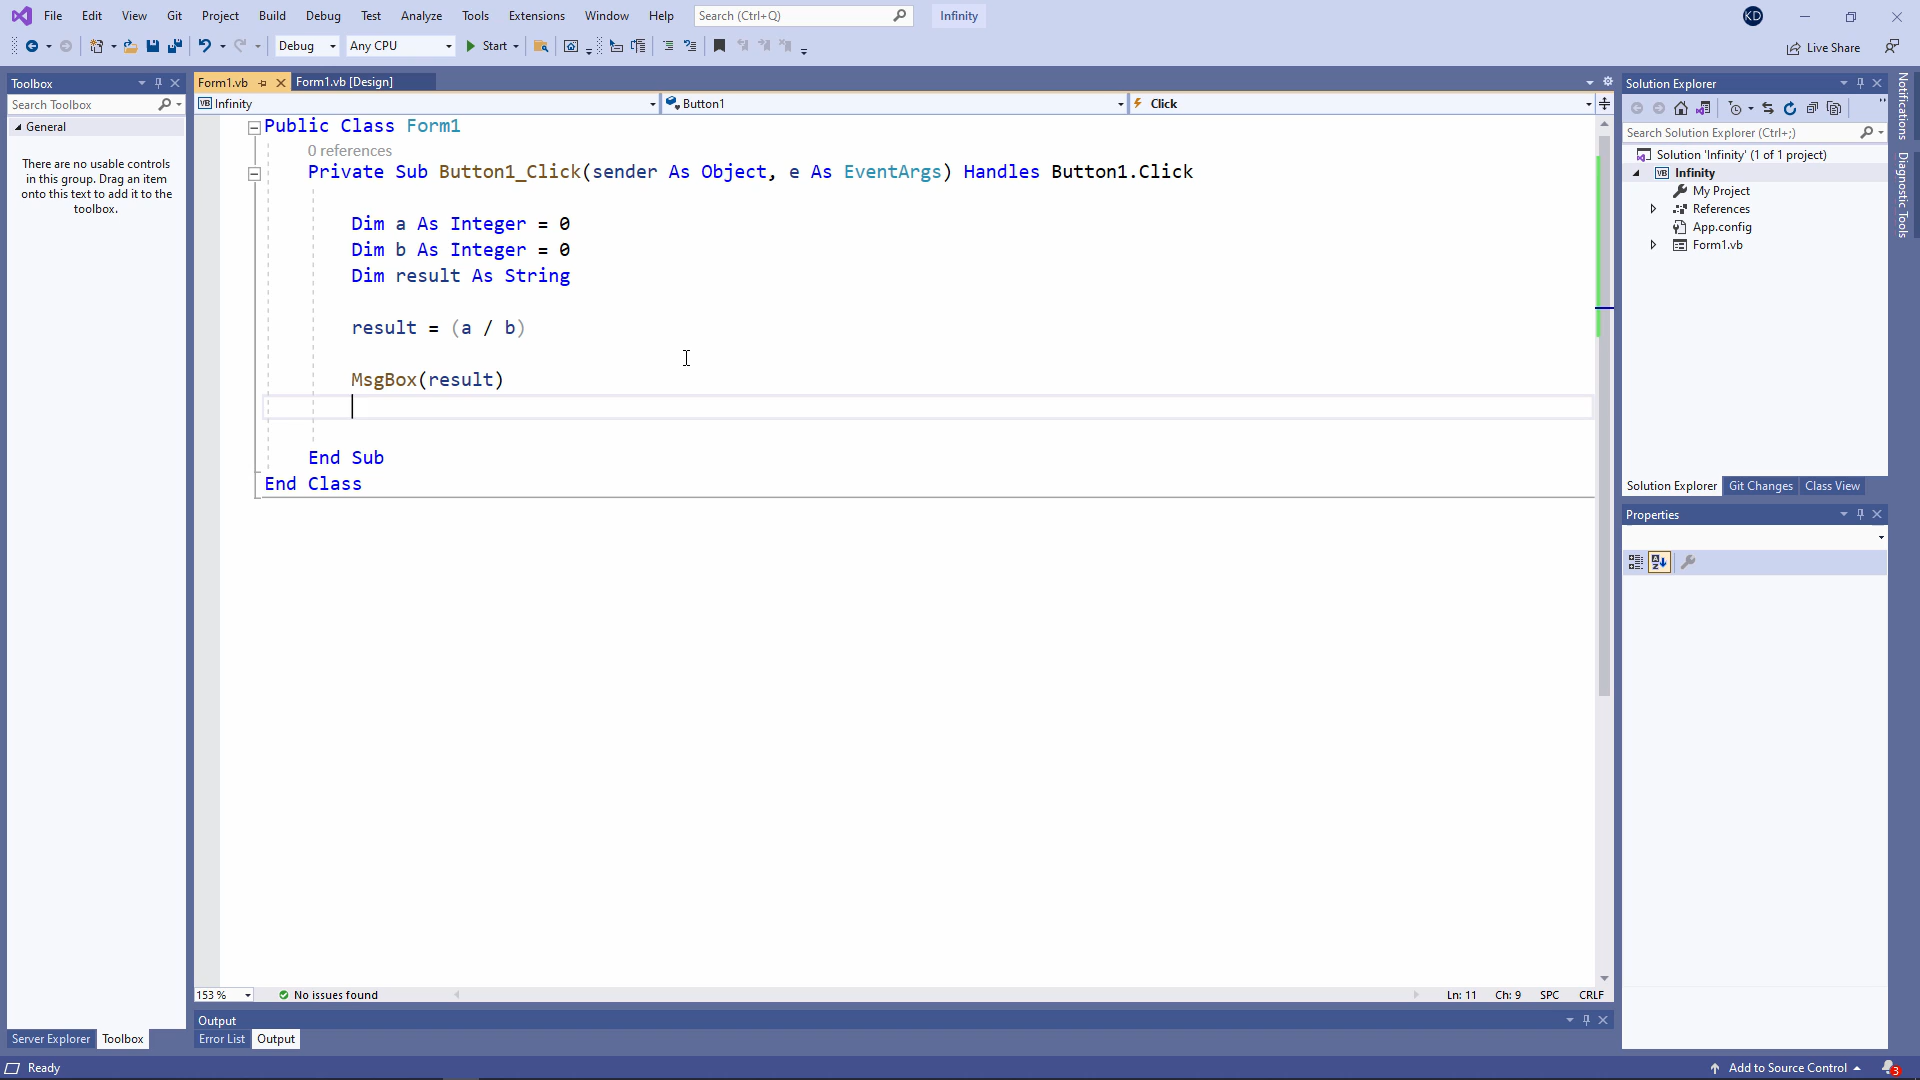 File Edit View Git Project Build Debug Test Analyze Tools Extensions Window Help Search (Ctrl+Q) Infinity KD
Debug Any CPU Start Live Share
Toolbox
Search Toolbox
General
There are no usable controls
in this group. Drag an item
onto this text to add it to the
toolbox.
Server Explorer Toolbox
Form1.vb Form1.vb [Design]
VB Infinity Button1 Click
Public Class Form1
0 references
Private Sub Button1_Click(sender As Object, e As EventArgs) Handles Button1.Click
Dim a As Integer = 0
Dim b As Integer = 0
Dim result As String
result = (a / b)
MsgBox(result)
End Sub
End Class
153 % No issues found Ln: 11 Ch: 9 SPC CRLF
Output
Error List Output
Solution Explorer
Search Solution Explorer (Ctrl+;)
Solution 'Infinity' (1 of 1 project)
VB Infinity
My Project
References
App.config
Form1.vb
Solution Explorer Git Changes Class View
Properties
Notifications
Diagnostic Tools
Ready Add to Source Control 3